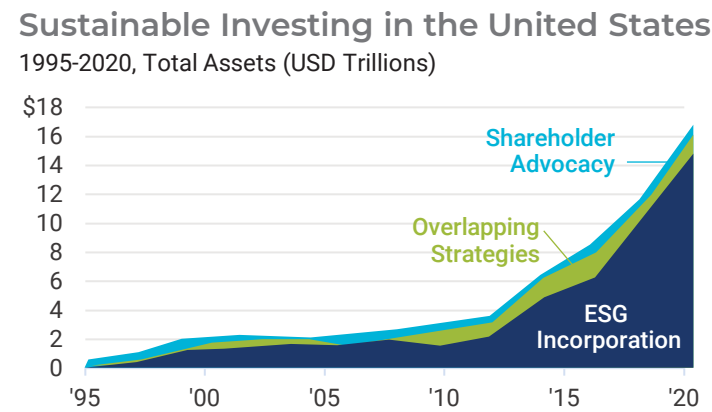 Sustainable Investing in the United States
1995-2020, Total Assets (USD Trillions)
$18
16
14
12
10
8
6
4
2
0
Shareholder
Advocacy
Overlapping
Strategies
ESG
Incorporation
'95
'00
'05
'10
'15
'20